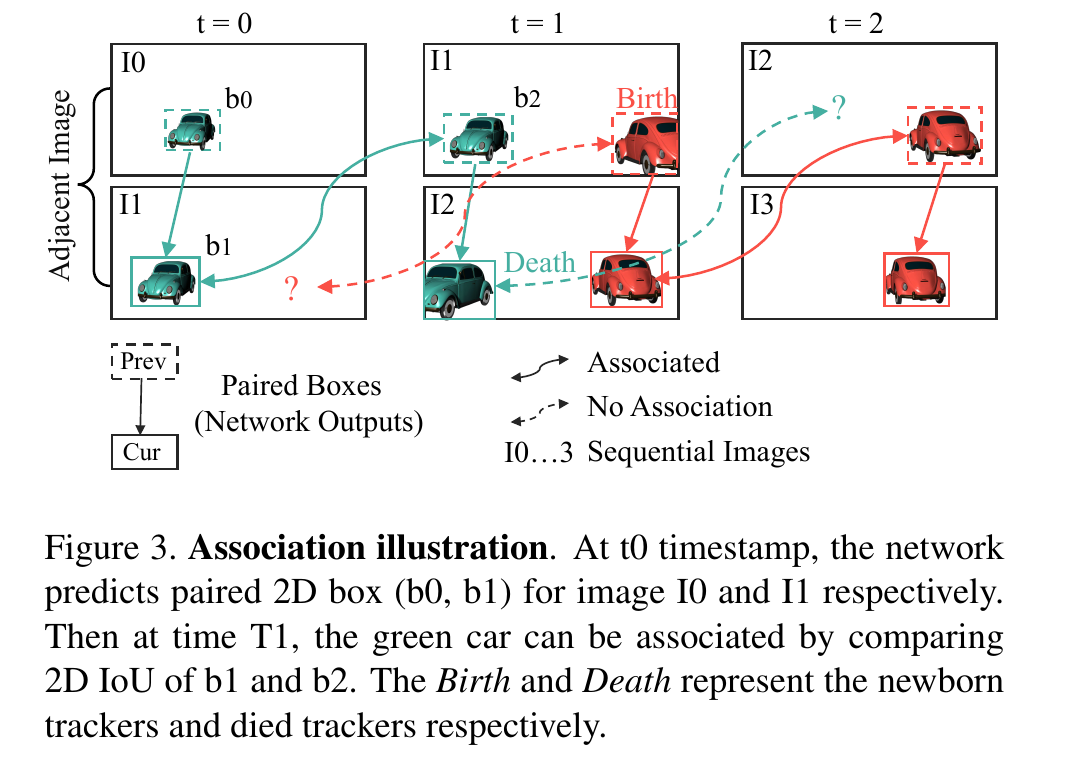 t = 0
t = 1
t = 2
Adjacent Image
I0
b0
I1
b2
Birth
I2
?
I1
b1
?
I2
Death
I3
Prev
Cur
Paired Boxes
(Network Outputs)
Associated
No Association
I0...3 Sequential Images
Figure 3. Association illustration. At t0 timestamp, the network
predicts paired 2D box (b0, b1) for image I0 and I1 respectively.
Then at time T1, the green car can be associated by comparing
2D IoU of b1 and b2. The Birth and Death represent the newborn
trackers and died trackers respectively.